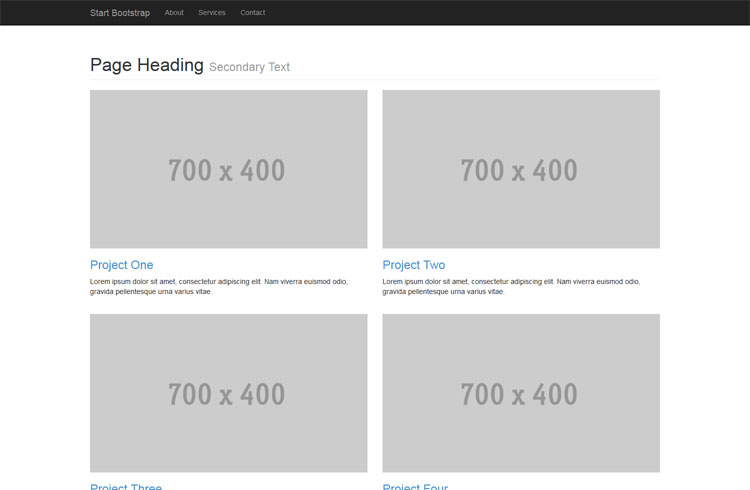 Start Bootstrap About Services Contact
Page Heading Secondary Text
700 x 400 700 x 400
Project One Project Two
Lorem ipsum dolor sit amet, consectetur adipiscing elit. Nam viverra euismod odio,
gravida pellentesque urna varius vitae.
Lorem ipsum dolor sit amet, consectetur adipiscing elit. Nam viverra euismod odio,
gravida pellentesque urna varius vitae.
700 x 400 700 x 400
Project Three Project Four